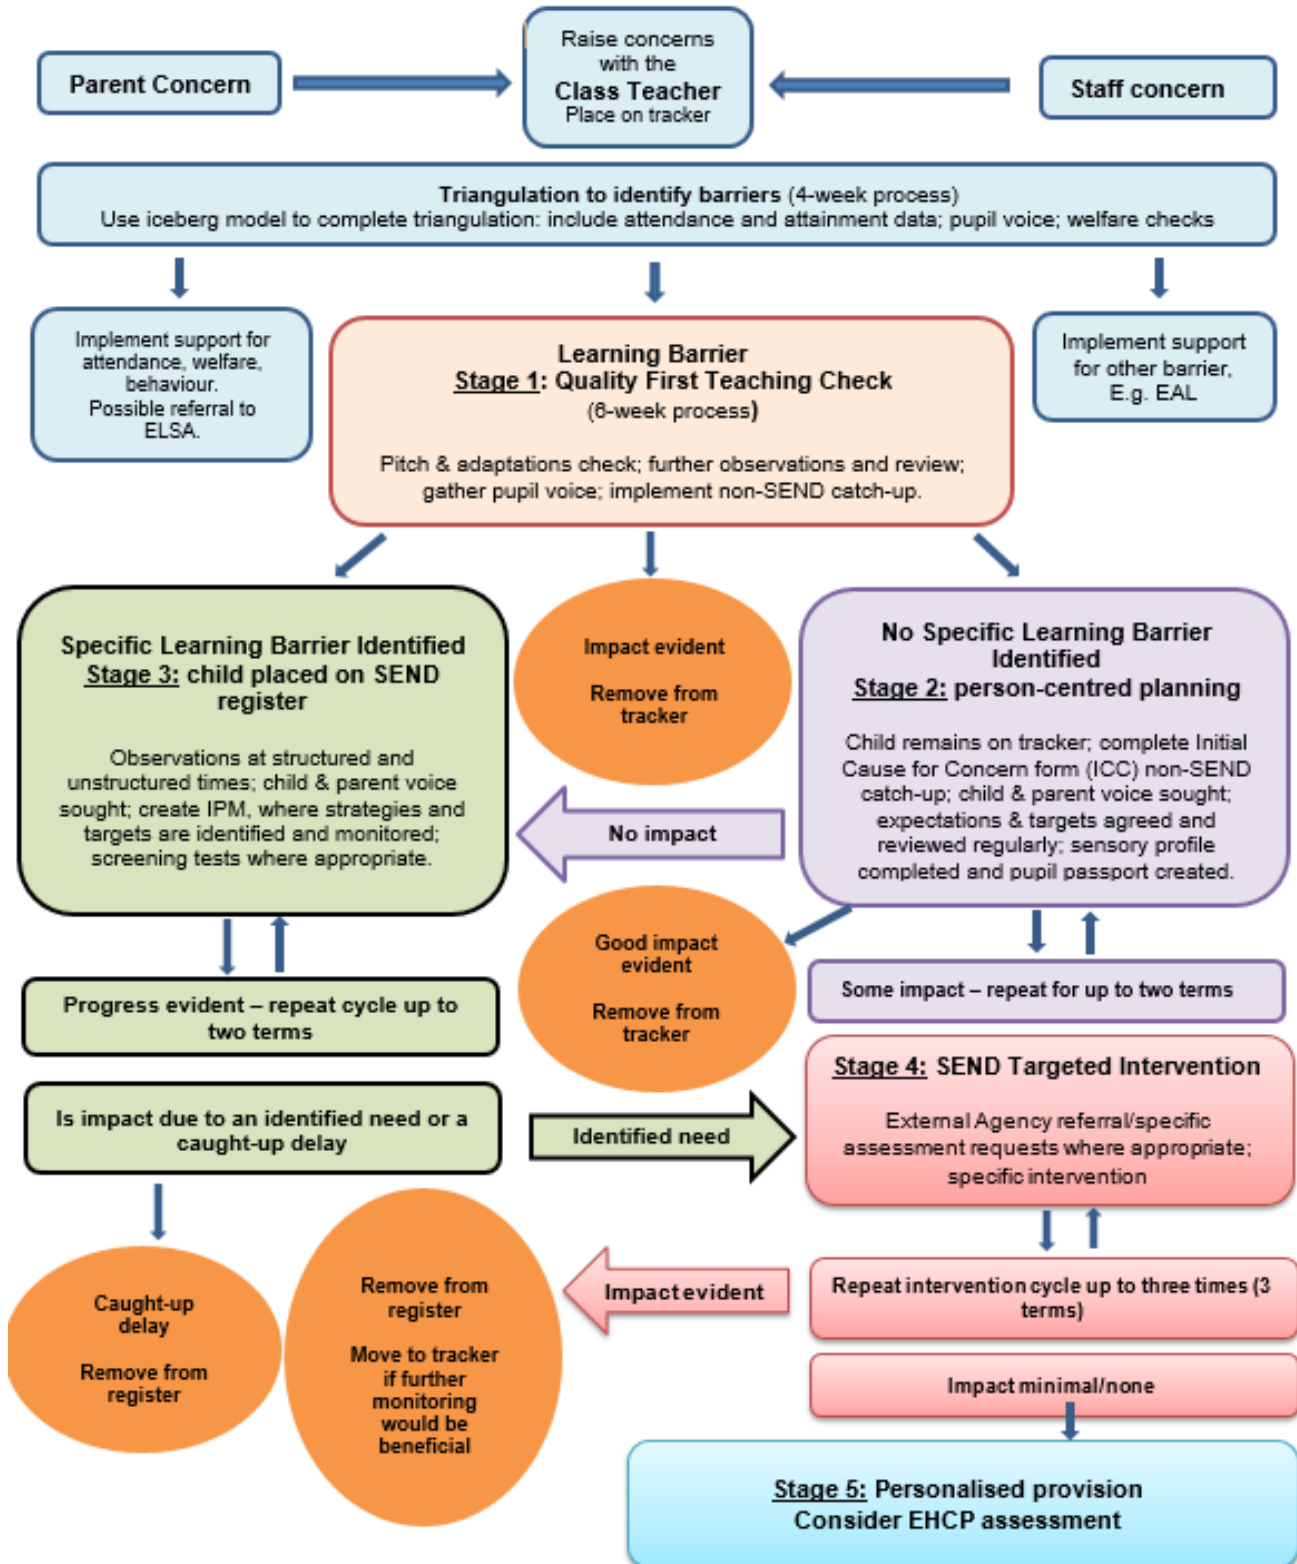 Parent Concern
Raise concerns
with the
Class Teacher
Place on tracker
Staff concern
Triangulation to identify barriers (4-week process)
Use iceberg model to complete triangulation: include attendance and attainment data; pupil voice; welfare checks
Implement support for
attendance, welfare,
behaviour.
Possible referral to
ELSA.
Learning Barrier
Stage 1: Quality First Teaching Check
(6-week process)
Pitch & adaptations check; further observations and review;
gather pupil voice; implement non-SEND catch-up.
Implement support
for other barrier,
E.g. EAL
Specific Learning Barrier Identified
Stage 3: child placed on SEND
register
Observations at structured and
unstructured times; child & parent voice
sought; create IPM, where strategies and
targets are identified and monitored;
screening tests where appropriate.
Impact evident
Remove from
tracker
No Specific Learning Barrier
Identified
Stage 2: person-centred planning
Child remains on tracker; complete Initial
Cause for Concern form (ICC) non-SEND
catch-up; child & parent voice sought;
expectations & targets agreed and
reviewed regularly; sensory profile
completed and pupil passport created.
No impact
Good impact
evident
Remove from
tracker
Progress evident – repeat cycle up to
two terms
Some impact – repeat for up to two terms
Is impact due to an identified need or a
caught-up delay
Identified need
Stage 4: SEND Targeted Intervention
External Agency referral/specific
assessment requests where appropriate;
specific intervention
Caught-up
delay
Remove from
register
Remove from
register
Move to tracker
if further
monitoring
would be
beneficial
Impact evident
Repeat intervention cycle up to three times (3
terms)
Impact minimal/none
Stage 5: Personalised provision
Consider EHCP assessment